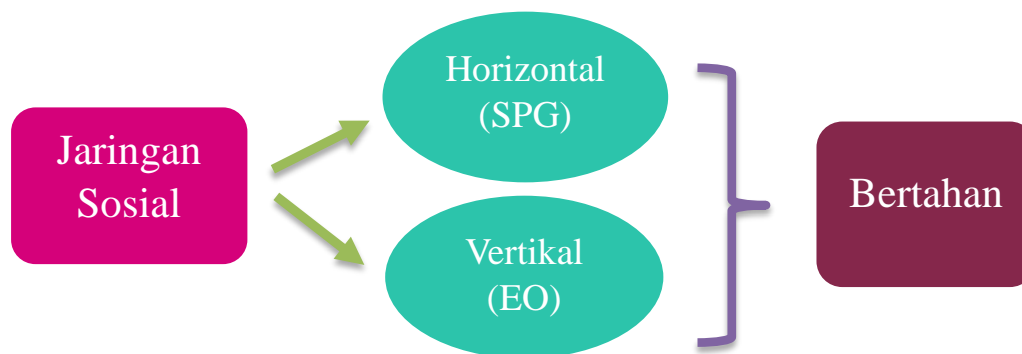 Jaringan
Sosial
Horizontal
(SPG)
Vertikal
(EO)
Bertahan